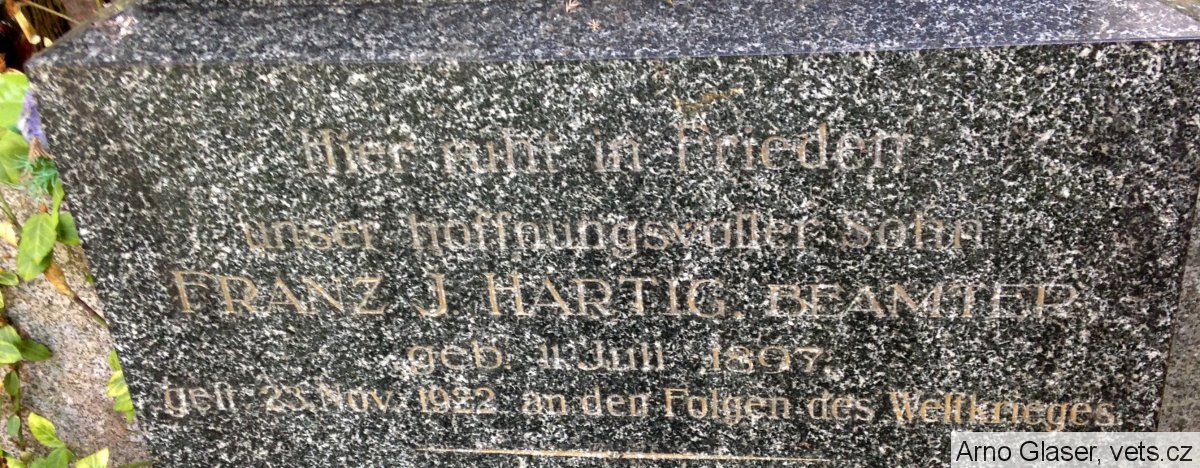 Hier ruht in Frieden
unser hoffnungsvoller Sohn
FRANZ J. HARTIG, BEAMTER
geb. 11. Juli 1897.
gest. 23. Nov. 1922 an den Folgen des Weltkrieges.
Arno Glaser, vets.cz